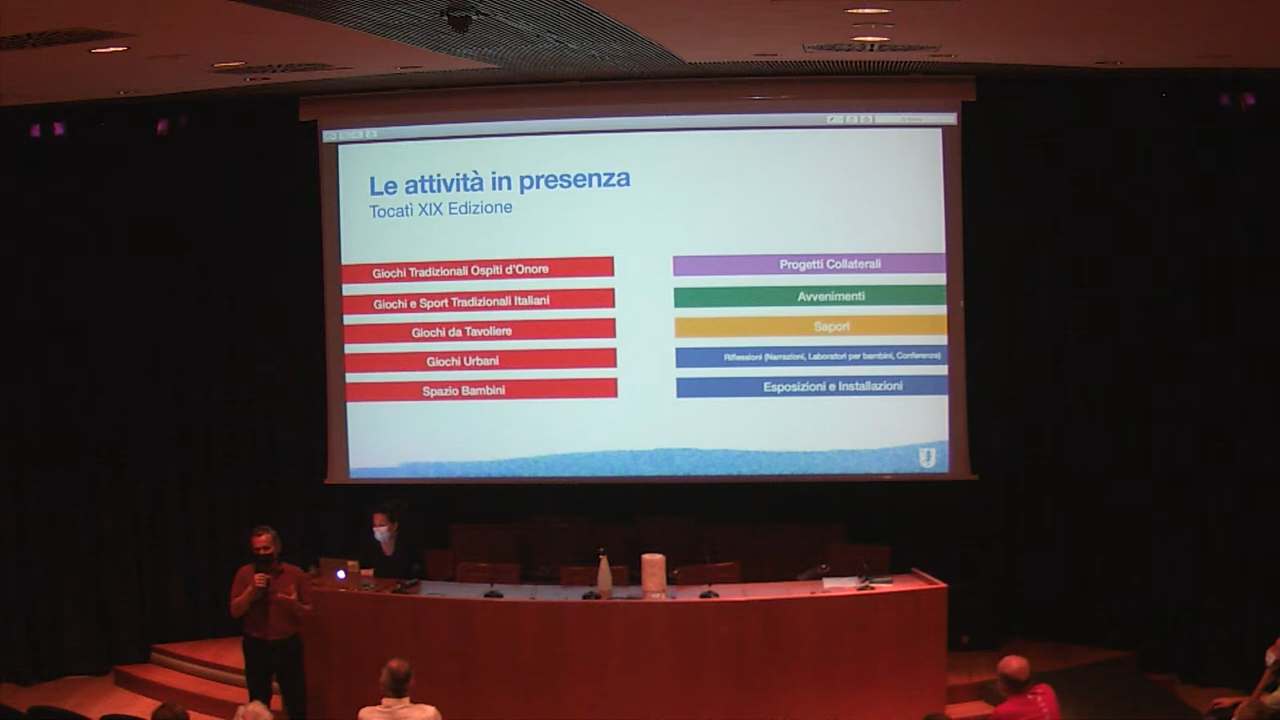 Le attività in presenza
Tocatì XIX Edizione
Giochi Tradizionali Ospiti d'Onore
Giochi e Sport Tradizionali Italiani
Giochi da Tavoliere
Giochi Urbani
Spazio Bambini
Progetti Collaterali
Avvenimenti
Sapori
Riflessioni (Narrazioni, Laboratori per bambini, Conferenze)
Esposizioni e Installazioni